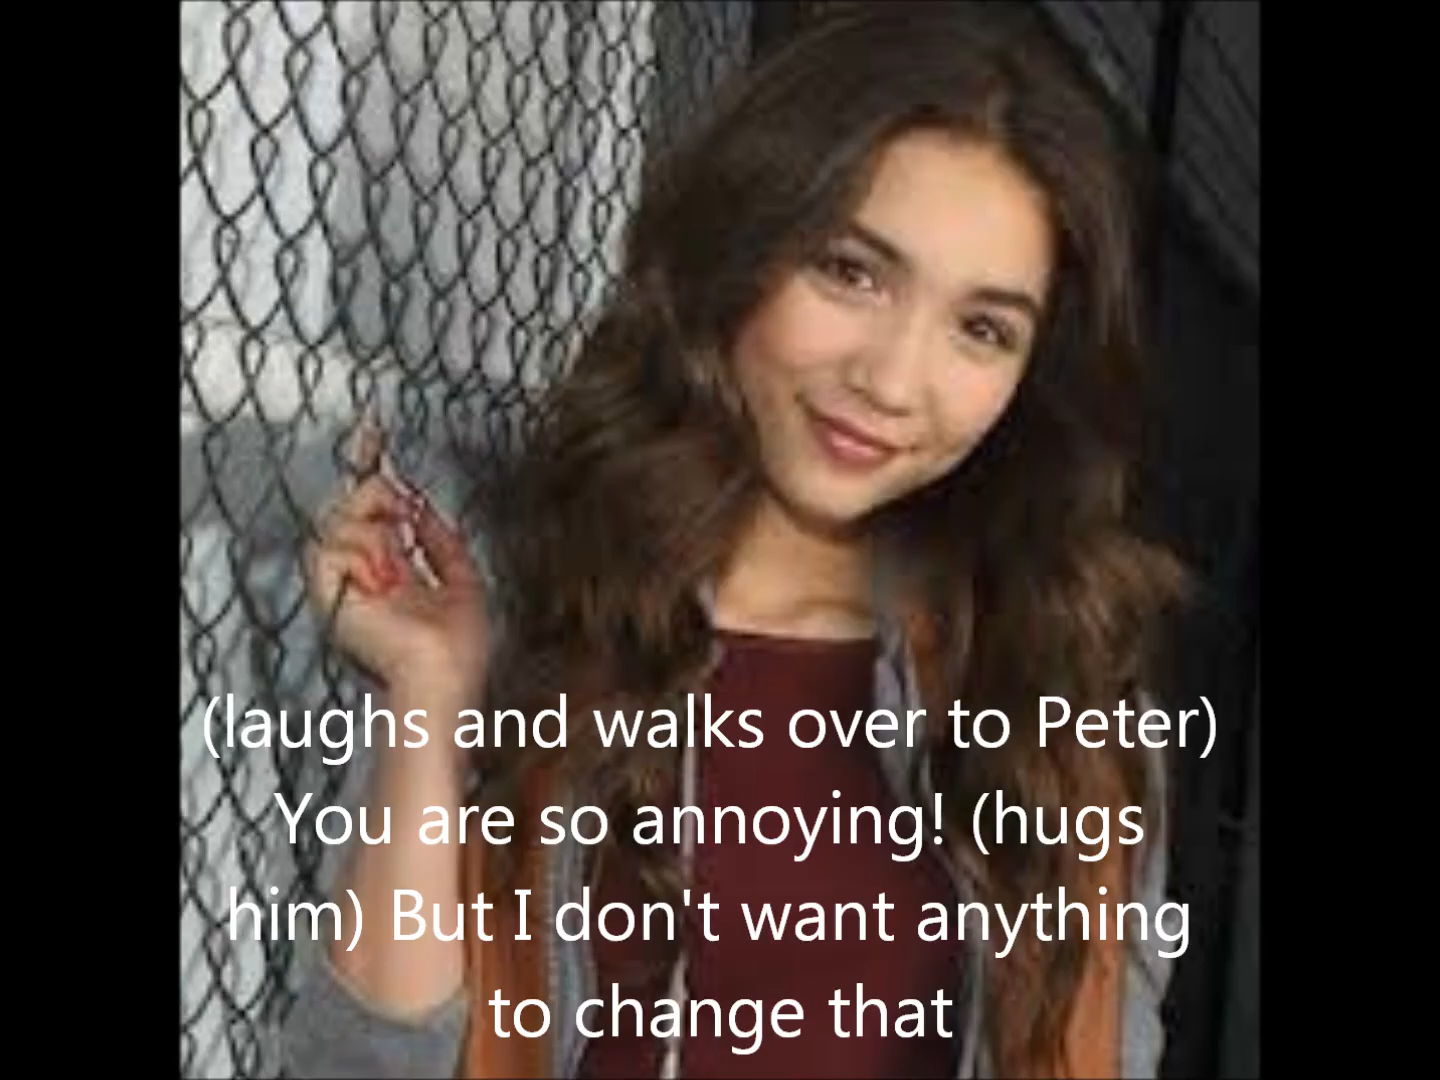 (laughs and walks over to Peter)
You are so annoying! (hugs
him) But I don't want anything
to change that